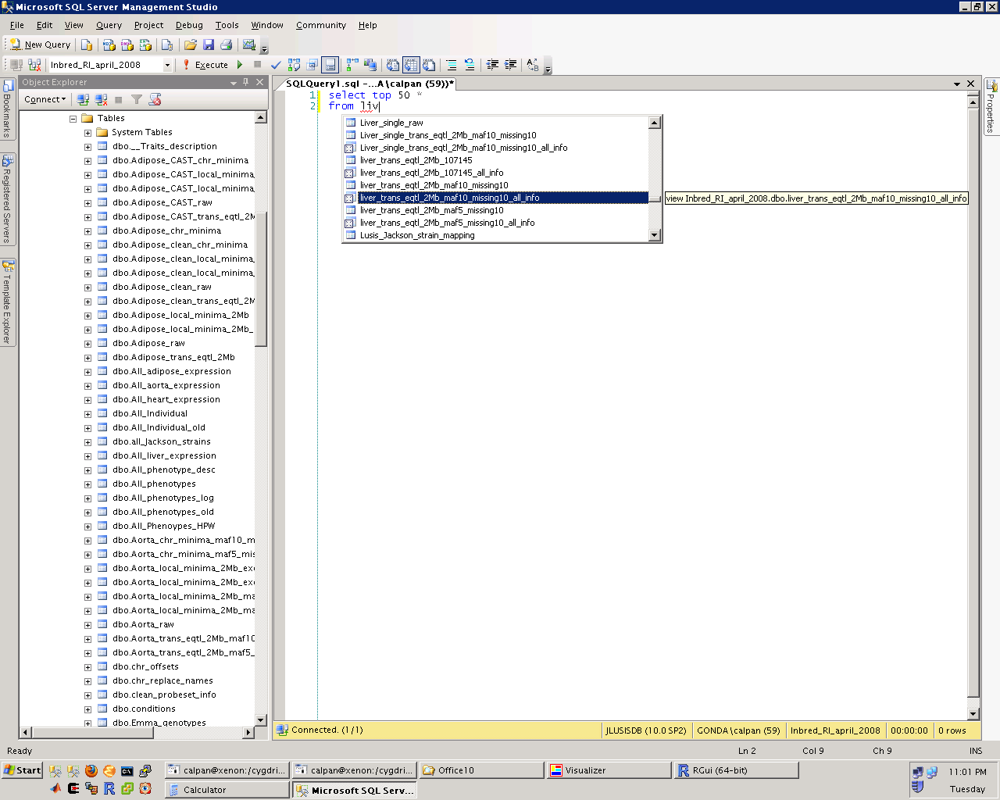 Microsoft SQL Server Management Studio
File Edit View Query Project Debug Tools Window Community Help
New Query
Inbred_RI_april_2008 Execute
Bookmarks
Registered Servers
Template Explorer
Object Explorer
Connect
Tables
System Tables
dbo.__Traits_description
dbo.Adipose_CAST_chr_minima
dbo.Adipose_CAST_local_minima_
dbo.Adipose_CAST_local_minima_
dbo.Adipose_CAST_raw
dbo.Adipose_CAST_trans_eqtl_2M
dbo.Adipose_chr_minima
dbo.Adipose_clean_chr_minima
dbo.Adipose_clean_local_minima_
dbo.Adipose_clean_local_minima_
dbo.Adipose_clean_raw
dbo.Adipose_clean_trans_eqtl_2M
dbo.Adipose_local_minima_2Mb
dbo.Adipose_local_minima_2Mb_
dbo.Adipose_raw
dbo.Adipose_trans_eqtl_2Mb
dbo.All_adipose_expression
dbo.All_aorta_expression
dbo.All_heart_expression
dbo.All_Individual
dbo.All_Individual_old
dbo.all_Jackson_strains
dbo.All_liver_expression
dbo.All_phenotype_desc
dbo.All_phenotypes
dbo.All_phenotypes_log
dbo.All_phenotypes_old
dbo.All_Phenoypes_HPW
dbo.Aorta_chr_minima_maf10_m
dbo.Aorta_chr_minima_maf5_mis
dbo.Aorta_local_minima_2Mb_exc
dbo.Aorta_local_minima_2Mb_exc
dbo.Aorta_local_minima_2Mb_ma
dbo.Aorta_local_minima_2Mb_ma
dbo.Aorta_raw
dbo.Aorta_trans_eqtl_2Mb_maf10
dbo.Aorta_trans_eqtl_2Mb_maf5_
dbo.chr_offsets
dbo.chr_replace_names
dbo.clean_probeset_info
dbo.conditions
dbo.Emma_genotypes
SQLQuery1.sql -...A\calpan (59))*
1 select top 50 *
2 from liv
Liver_single_raw
Liver_single_trans_eqtl_2Mb_maf10_missing10
Liver_single_trans_eqtl_2Mb_maf10_missing10_all_info
liver_trans_eqtl_2Mb_107145
liver_trans_eqtl_2Mb_107145_all_info
liver_trans_eqtl_2Mb_maf10_missing10
liver_trans_eqtl_2Mb_maf10_missing10_all_info
liver_trans_eqtl_2Mb_maf5_missing10
liver_trans_eqtl_2Mb_maf5_missing10_all_info
Lusis_Jackson_strain_mapping
view Inbred_RI_april_2008.dbo.liver_trans_eqtl_2Mb_maf10_missing10_all_info
Properties
Connected. (1/1) JLUSISDB (10.0 SP2) GONDA\calpan (59) Inbred_RI_april_2008 00:00:00 0 rows
Ready Ln 2 Col 9 Ch 9 INS
Start calpan@xenon:/cygdri... calpan@xenon:/cygdri... Office10 Visualizer RGui (64-bit)
Calculator Microsoft SQL Serv...
11:01 PM
Tuesday